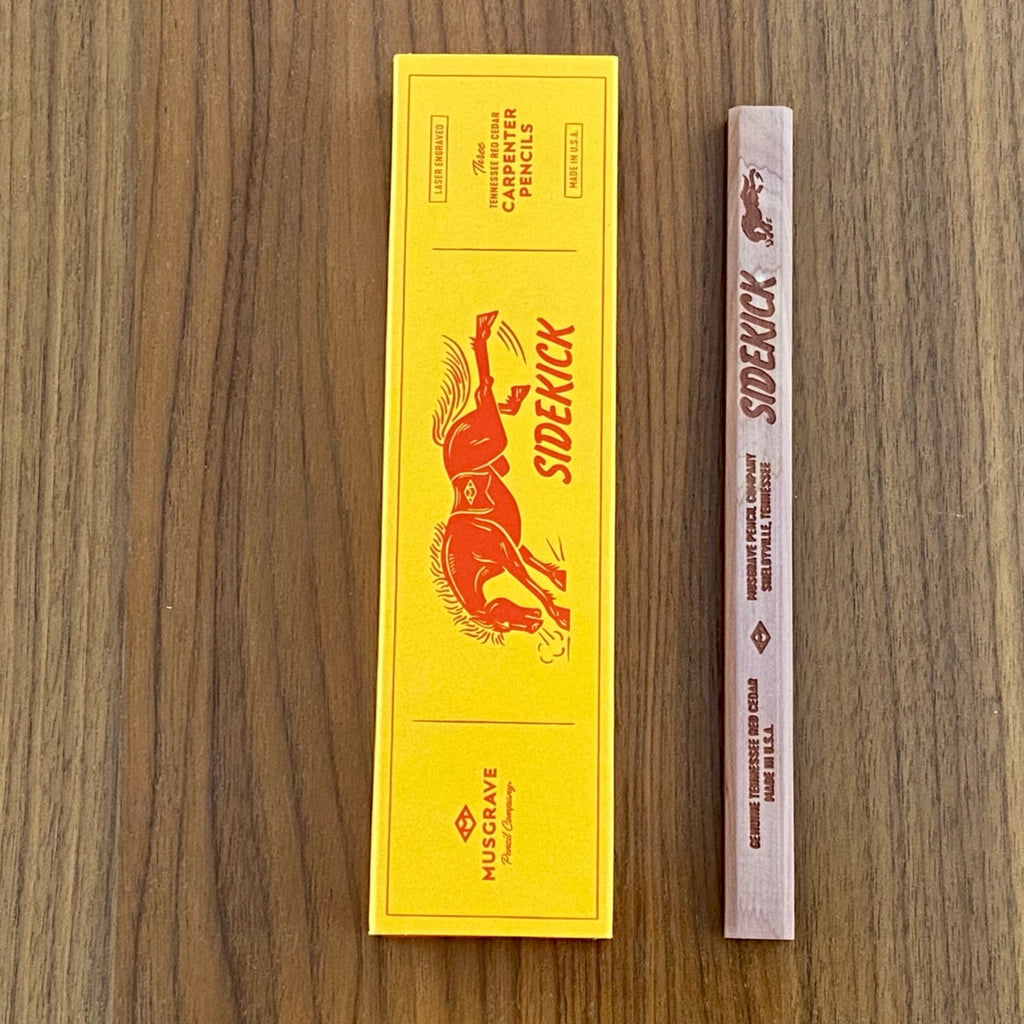 MUSGRAVE
Pencil Company
SIDEKICK
LASER ENGRAVED
Three
TENNESSEE RED CEDAR
CARPENTER
PENCILS
MADE IN U.S.A.
GENUINE TENNESSEE RED CEDAR
MADE IN U.S.A.
MUSGRAVE PENCIL COMPANY
SHELBYVILLE, TENNESSEE
SIDEKICK